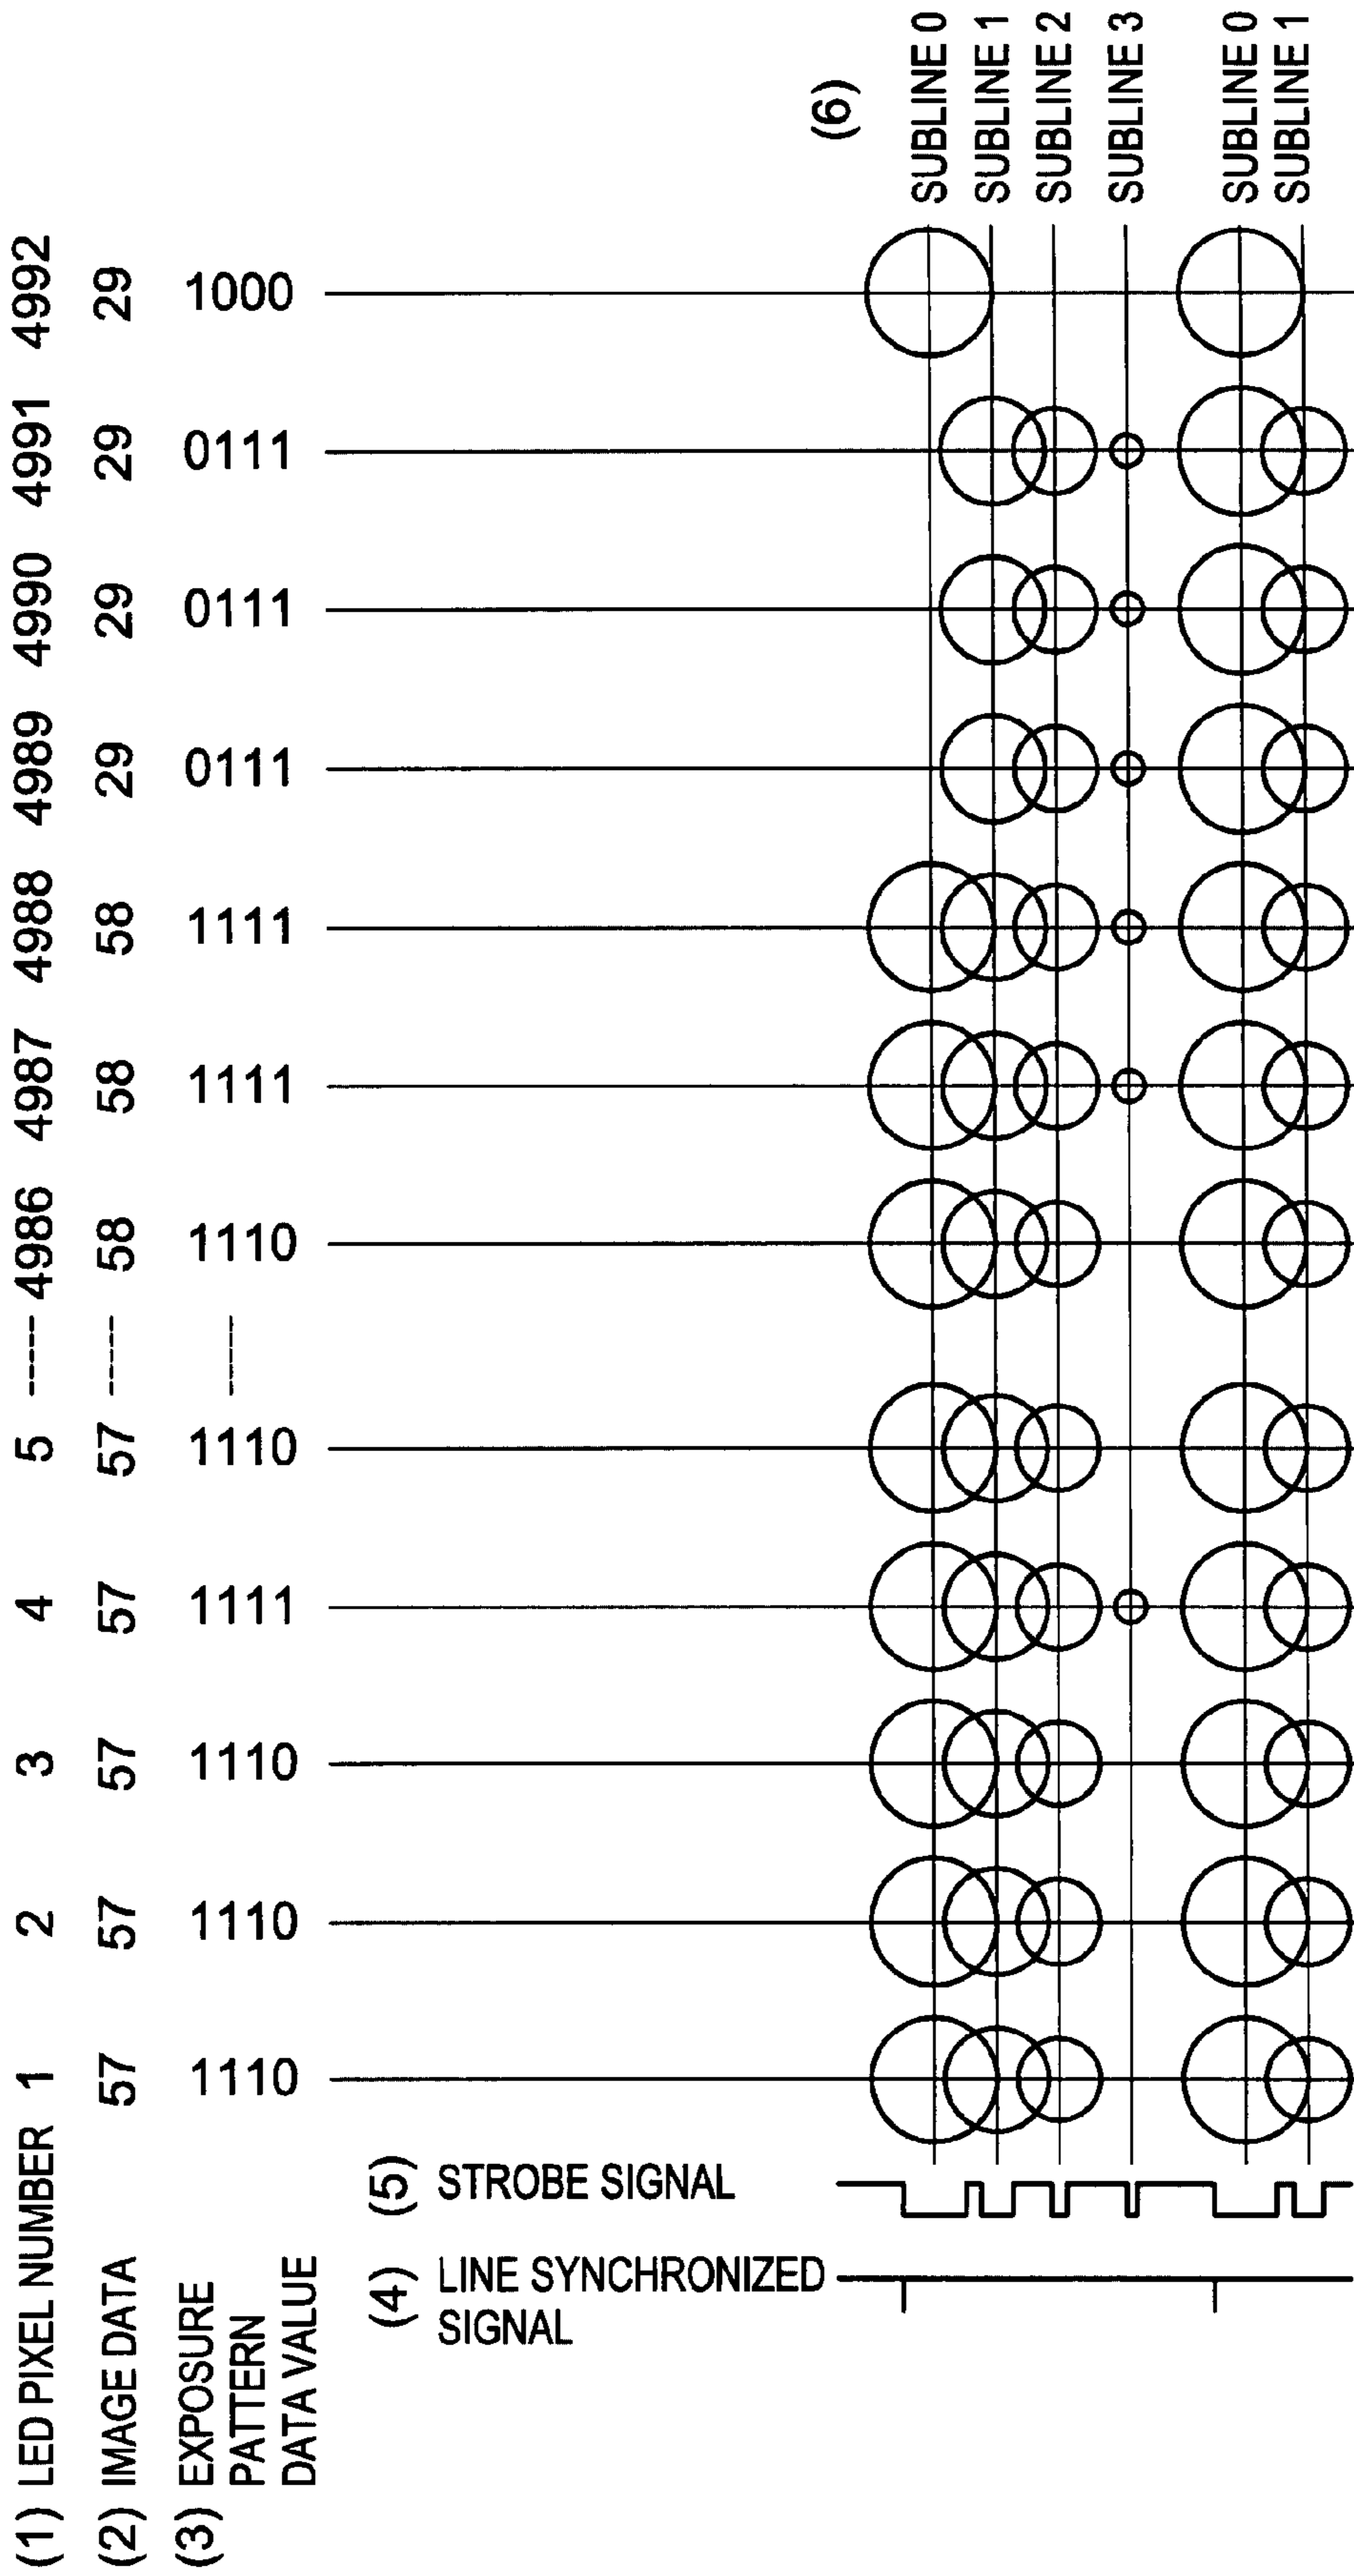 (1) LED PIXEL NUMBER 1 2 3 4 5 ----- 4986 4987 4988 4989 4990 4991 4992
(2) IMAGE DATA 57 57 57 57 57 ----- 58 58 58 29 29 29 29
(3) EXPOSURE PATTERN DATA VALUE 1110 1110 1110 1111 1110 ----- 1110 1111 1111 0111 0111 0111 1000
(4) LINE SYNCHRONIZED
SIGNAL
(5) STROBE SIGNAL
(6)
SUBLINE 0
SUBLINE 1
SUBLINE 2
SUBLINE 3
SUBLINE 0
SUBLINE 1